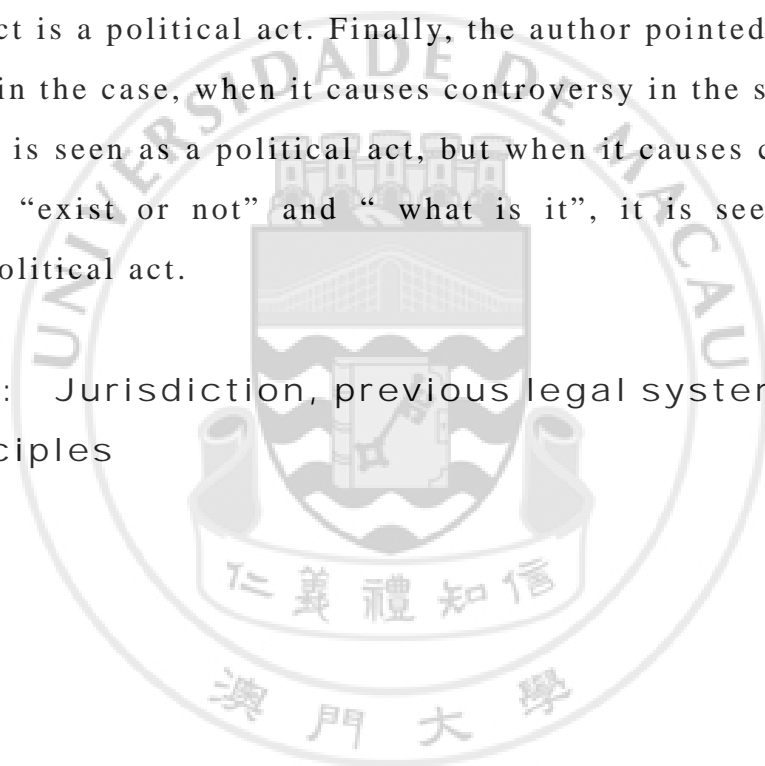 ct is a political act. Finally, the author pointed
in the case, when it causes controversy in the s
is seen as a political act, but when it causes c
“exist or not” and “ what is it”, it is see
olitical act.
: Jurisdiction, previous legal system
ciples
UNIVERSIDADE DE MACAU
仁義禮知信
澳門大學